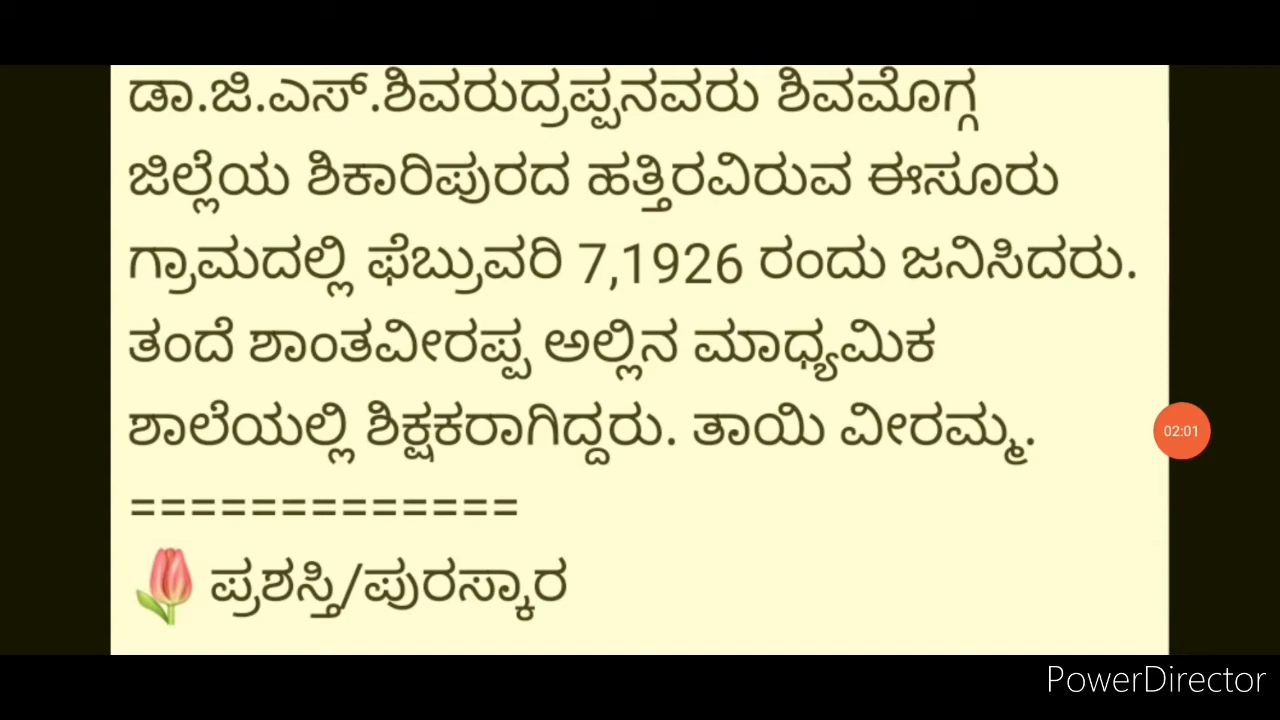 ಡಾ.ಜಿ.ಎಸ್.ಶಿವರುದ್ರಪ್ಪನವರು ಶಿವಮೊಗ್ಗ
ಜಿಲ್ಲೆಯ ಶಿಕಾರಿಪುರದ ಹತ್ತಿರವಿರುವ ಈಸೂರು
ಗ್ರಾಮದಲ್ಲಿ ಫೆಬ್ರುವರಿ 7,1926 ರಂದು ಜನಿಸಿದರು.
ತಂದೆ ಶಾಂತವೀರಪ್ಪ ಅಲ್ಲಿನ ಮಾಧ್ಯಮಿಕ
ಶಾಲೆಯಲ್ಲಿ ಶಿಕ್ಷಕರಾಗಿದ್ದರು. ತಾಯಿ ವೀರಮ್ಮ.
02:01
=============
🌷 ಪ್ರಶಸ್ತಿ/ಪುರಸ್ಕಾರ
PowerDirector